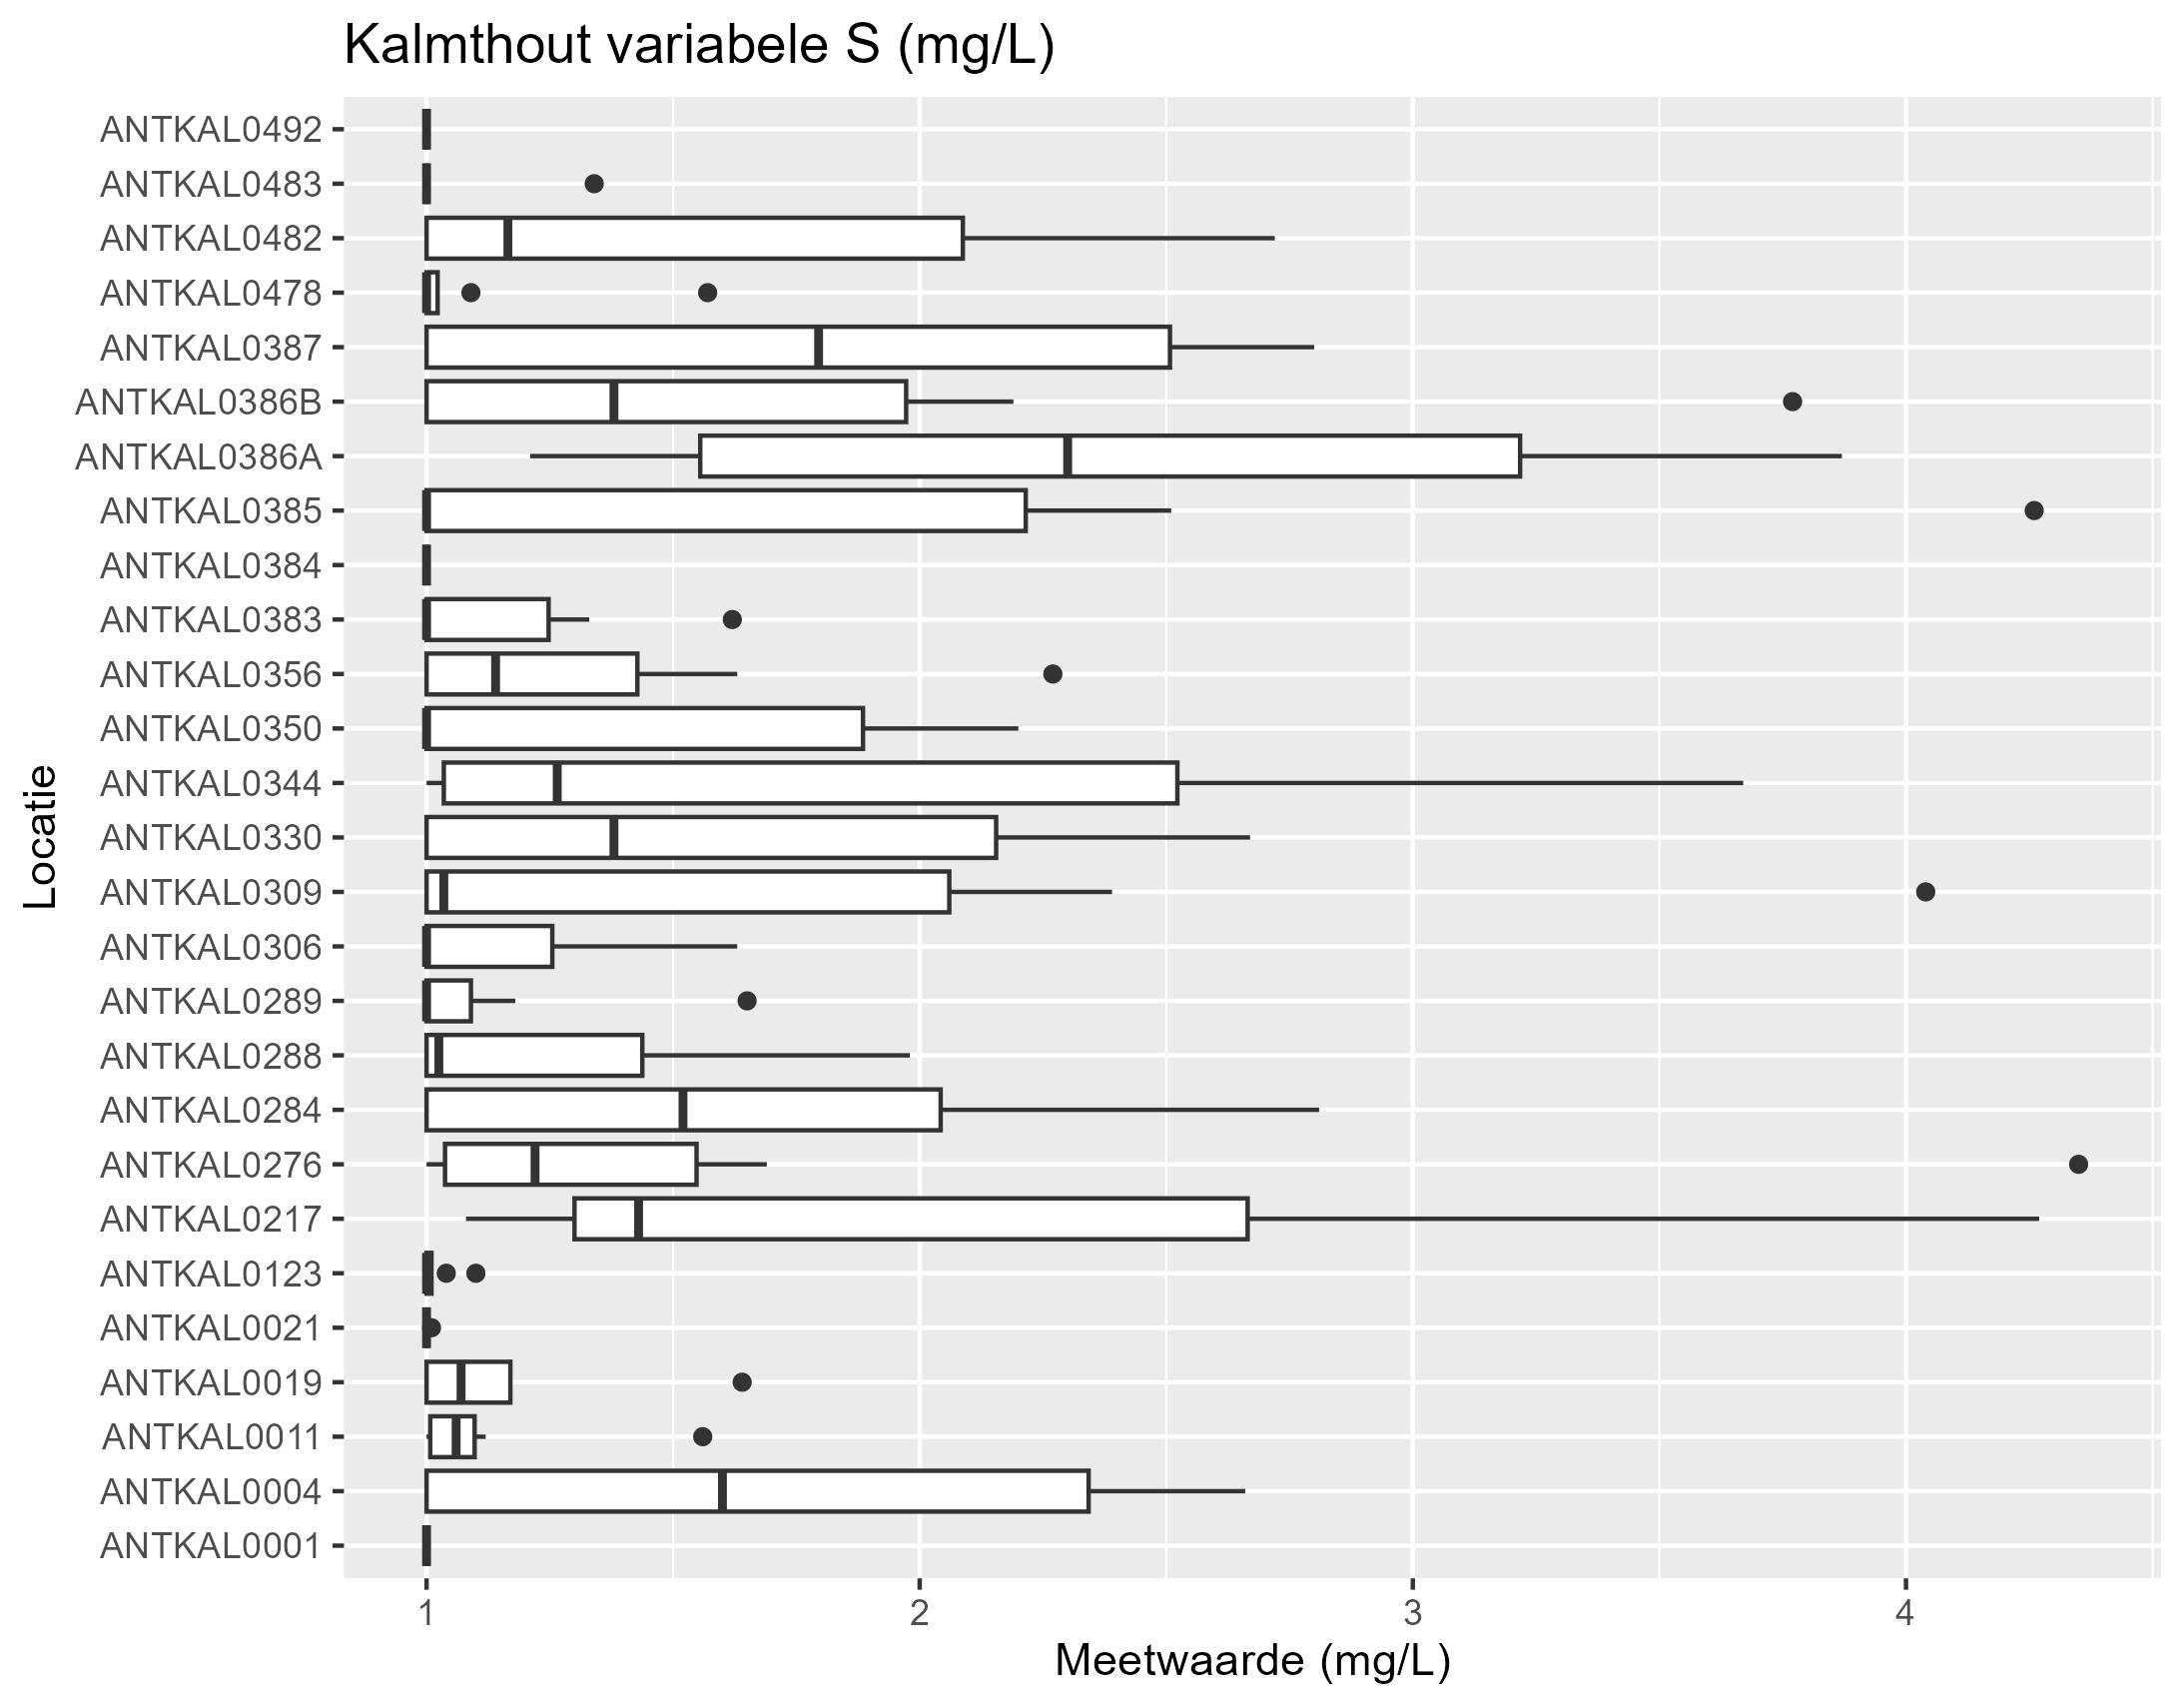 Kalmthout variabele S (mg/L)
ANTKAL0492
ANTKAL0483
ANTKAL0482
ANTKAL0478
ANTKAL0387
ANTKAL0386B
ANTKAL0386A
ANTKAL0385
ANTKAL0384
ANTKAL0383
ANTKAL0356
ANTKAL0350
ANTKAL0344
ANTKAL0330
ANTKAL0309
ANTKAL0306
ANTKAL0289
ANTKAL0288
ANTKAL0284
ANTKAL0276
ANTKAL0217
ANTKAL0123
ANTKAL0021
ANTKAL0019
ANTKAL0011
ANTKAL0004
ANTKAL0001
Locatie
1 2 3 4
Meetwaarde (mg/L)